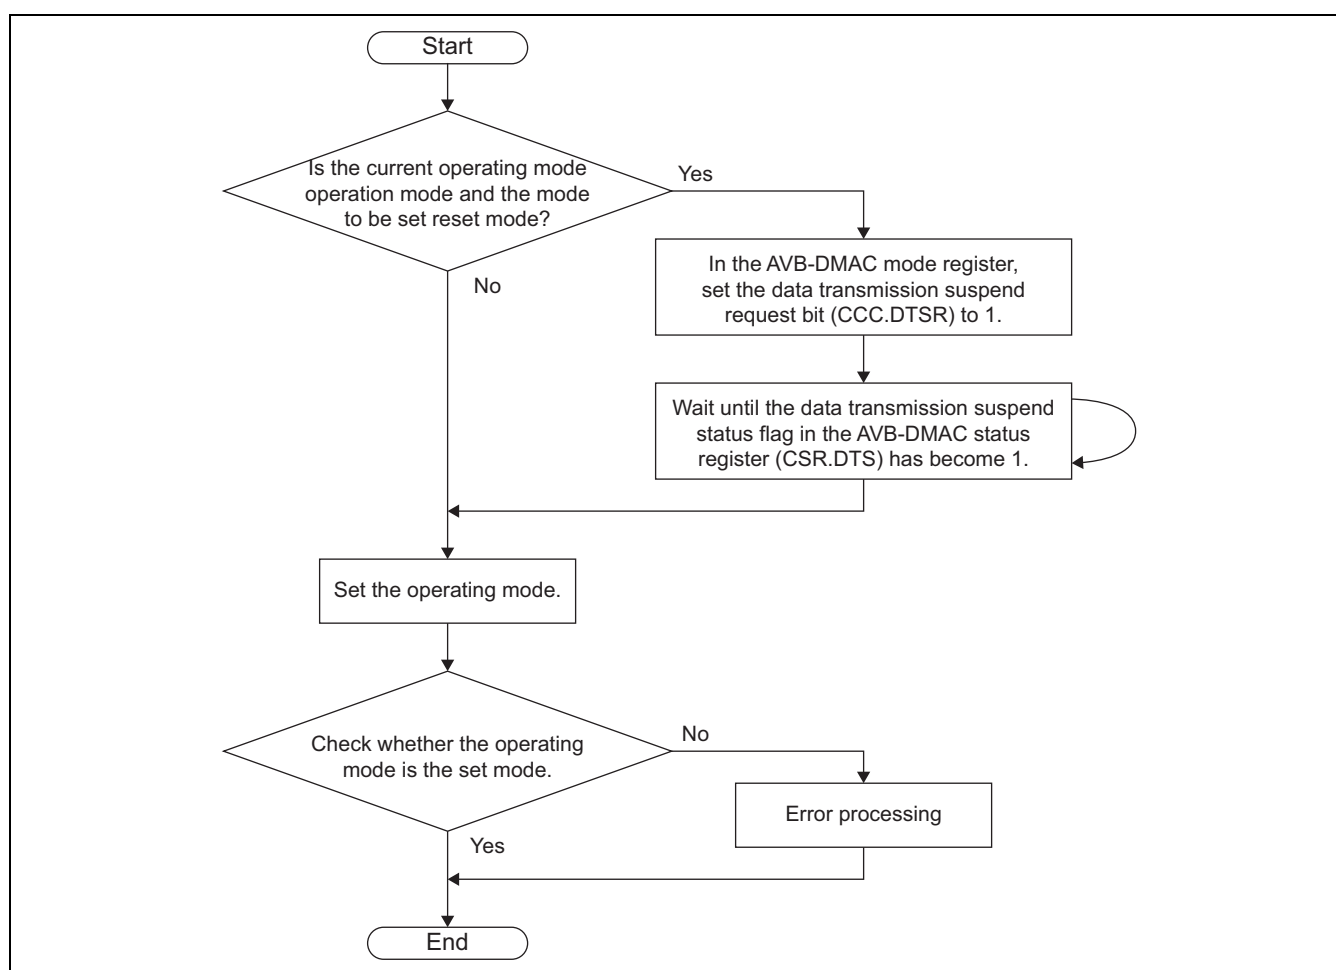 Start
Is the current operating mode
operation mode and the mode
to be set reset mode?
Yes
No
In the AVB-DMAC mode register,
set the data transmission suspend
request bit (CCC.DTSR) to 1.
Wait until the data transmission suspend
status flag in the AVB-DMAC status
register (CSR.DTS) has become 1.
Set the operating mode.
Check whether the operating
mode is the set mode.
No
Yes
Error processing
End